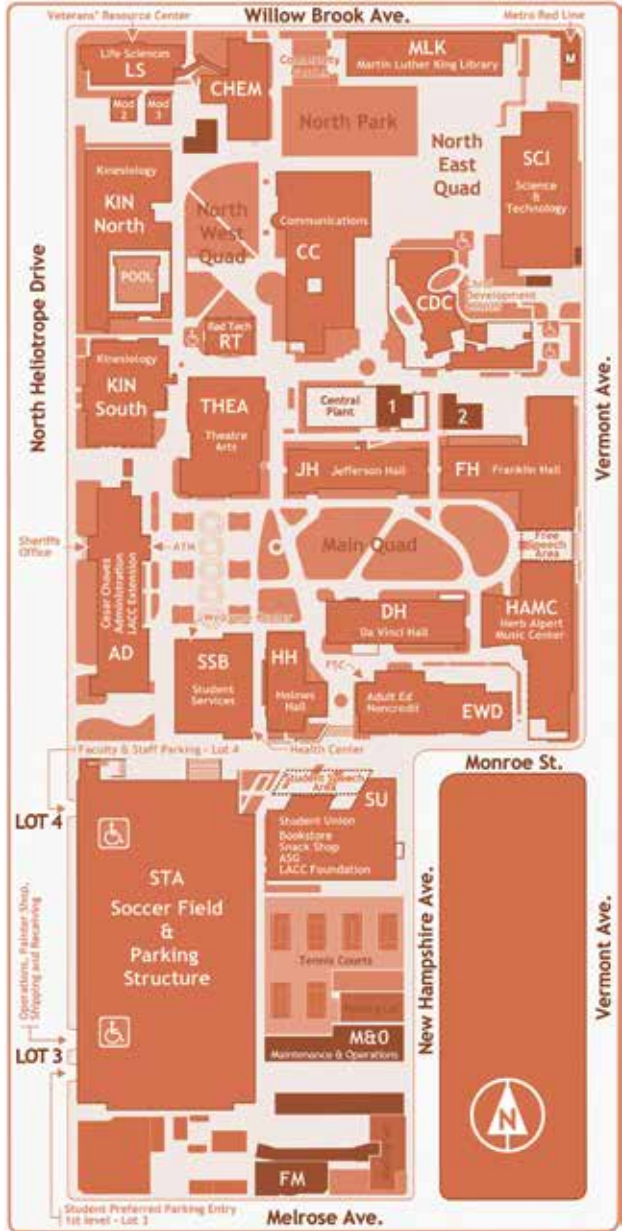 Veterans' Resource Center
Willow Brook Ave.
Metro Red Line
Life Sciences
LS
CHEM
MLK
Martin Luther King Library
M
Mod
2
Mod
3
North Park
North
East
Quad
SCI
Science
&
Technology
Kinesiology
KIN
North
POOL
North
West
Quad
Communications
CC
CDC
Child
Development
Center
Rad Tech
RT
North Heliotrope Drive
Vermont Ave.
Kinesiology
KIN
South
THEA
Theatre
Arts
Central
Plant
1
2
JH
Jefferson Hall
FH
Franklin Hall
Main Quad
Free
Speech
Area
Sheriffs
Office
ATM
Cesar Chavez
Administration
LACC Extension
AD
Welcome Center
DH
Da Vinci Hall
HAMC
Herb Alpert
Music Center
SSB
Student
Services
HH
Holmes
Hall
FSC
Adult Ed
Noncredit
EWD
Health Center
Faculty & Staff Parking - Lot 4
Monroe St.
Student Speech
Area
SU
Student Union
Bookstore
Snack Shop
ASG
LACC Foundation
LOT 4
STA
Soccer Field
&
Parking
Structure
Operations, Painter Shop,
Shipping and Receiving
Tennis Courts
New Hampshire Ave.
Vermont Ave.
M&O
Maintenance & Operations
LOT 3
N
FM
Student Preferred Parking Entry
1st level - Lot 3
Melrose Ave.